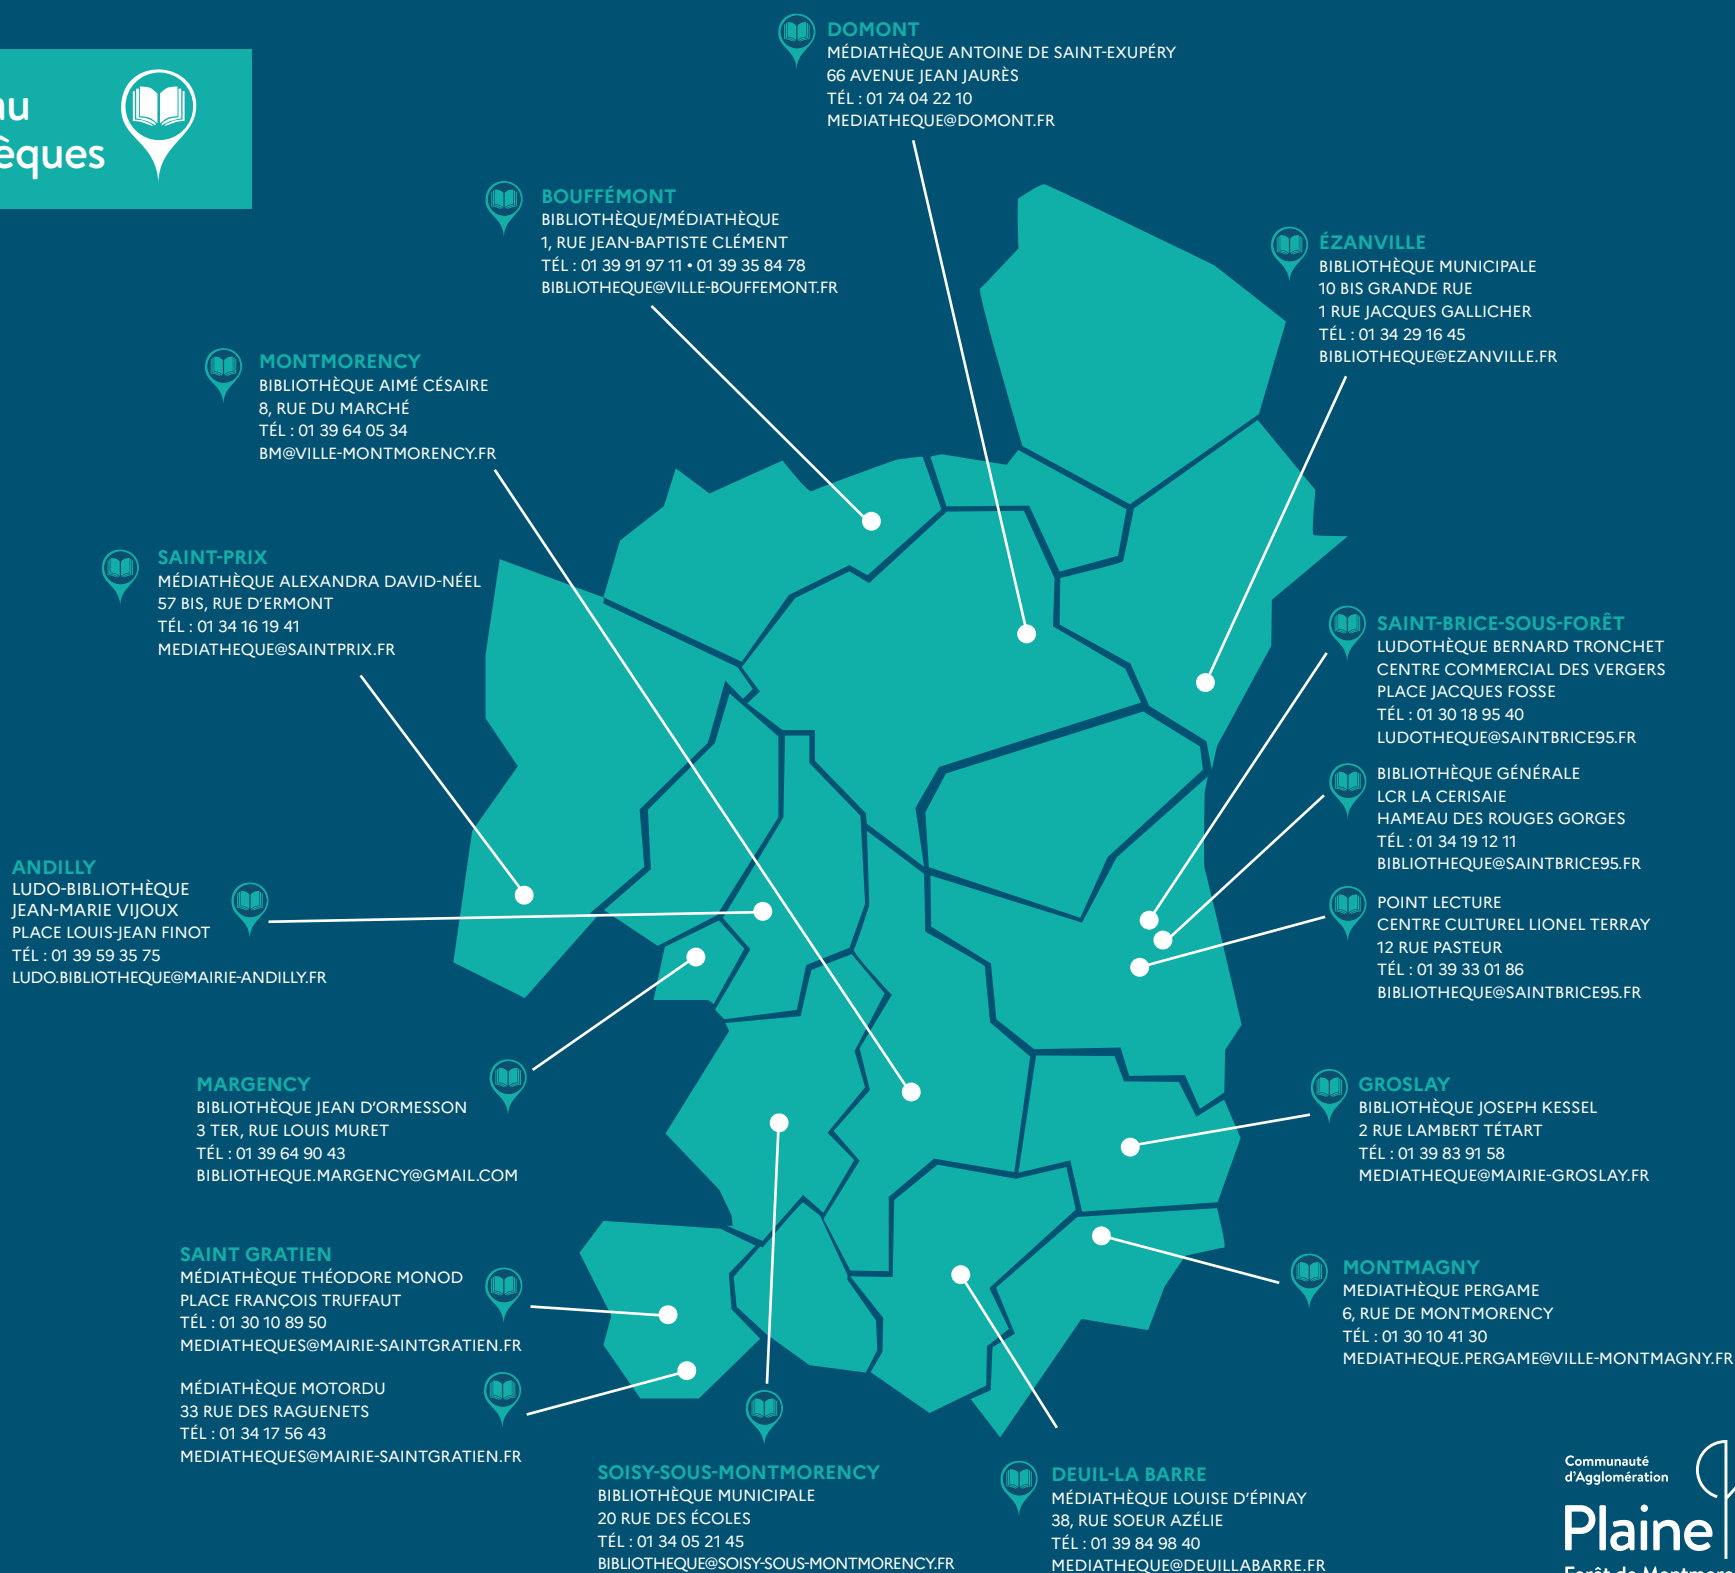 DOMONT
MÉDIATHÈQUE ANTOINE DE SAINT-EXUPÉRY
66 AVENUE JEAN JAURÈS
TÉL : 01 74 04 22 10
MEDIATHEQUE@DOMONT.FR
au
èques
BOUFFÉMONT
BIBLIOTHÈQUE/MÉDIATHÈQUE
1, RUE JEAN-BAPTISTE CLÉMENT
TÉL : 01 39 91 97 11 • 01 39 35 84 78
BIBLIOTHEQUE@VILLE-BOUFFEMONT.FR
ÉZANVILLE
BIBLIOTHÈQUE MUNICIPALE
10 BIS GRANDE RUE
1 RUE JACQUES GALLICHER
TÉL : 01 34 29 16 45
BIBLIOTHEQUE@EZANVILLE.FR
MONTMORENCY
BIBLIOTHÈQUE AIMÉ CÉSAIRE
8, RUE DU MARCHÉ
TÉL : 01 39 64 05 34
BM@VILLE-MONTMORENCY.FR
SAINT-PRIX
MÉDIATHÈQUE ALEXANDRA DAVID-NÉEL
57 BIS, RUE D'ERMONT
TÉL : 01 34 16 19 41
MEDIATHEQUE@SAINTPRIX.FR
SAINT-BRICE-SOUS-FORÊT
LUDOTHÈQUE BERNARD TRONCHET
CENTRE COMMERCIAL DES VERGERS
PLACE JACQUES FOSSE
TÉL : 01 30 18 95 40
LUDOTHEQUE@SAINTBRICE95.FR
BIBLIOTHÈQUE GÉNÉRALE
LCR LA CERISAIE
HAMEAU DES ROUGES GORGES
TÉL : 01 34 19 12 11
BIBLIOTHEQUE@SAINTBRICE95.FR
POINT LECTURE
CENTRE CULTUREL LIONEL TERRAY
12 RUE PASTEUR
TÉL : 01 39 33 01 86
BIBLIOTHEQUE@SAINTBRICE95.FR
ANDILLY
LUDO-BIBLIOTHÈQUE
JEAN-MARIE VIJOUX
PLACE LOUIS-JEAN FINOT
TÉL : 01 39 59 35 75
LUDO.BIBLIOTHEQUE@MAIRIE-ANDILLY.FR
MARGENCY
BIBLIOTHÈQUE JEAN D'ORMESSON
3 TER, RUE LOUIS MURET
TÉL : 01 39 64 90 43
BIBLIOTHEQUE.MARGENCY@GMAIL.COM
GROSLAY
BIBLIOTHÈQUE JOSEPH KESSEL
2 RUE LAMBERT TÉTART
TÉL : 01 39 83 91 58
MEDIATHEQUE@MAIRIE-GROSLAY.FR
SAINT GRATIEN
MÉDIATHÈQUE THÉODORE MONOD
PLACE FRANÇOIS TRUFFAUT
TÉL : 01 30 10 89 50
MEDIATHEQUES@MAIRIE-SAINTGRATIEN.FR
MÉDIATHÈQUE MOTORDU
33 RUE DES RAGUENETS
TÉL : 01 34 17 56 43
MEDIATHEQUES@MAIRIE-SAINTGRATIEN.FR
MONTMAGNY
MEDIATHÈQUE PERGAME
6, RUE DE MONTMORENCY
TÉL : 01 30 10 41 30
MEDIATHEQUE.PERGAME@VILLE-MONTMAGNY.FR
SOISY-SOUS-MONTMORENCY
BIBLIOTHÈQUE MUNICIPALE
20 RUE DES ÉCOLES
TÉL : 01 34 05 21 45
BIBLIOTHEQUE@SOISY-SOUS-MONTMORENCY.FR
DEUIL-LA BARRE
MÉDIATHÈQUE LOUISE D'ÉPINAY
38, RUE SOEUR AZÉLIE
TÉL : 01 39 84 98 40
MEDIATHEQUE@DEUILLABARRE.FR
Communauté
d'Agglomération
Plaine